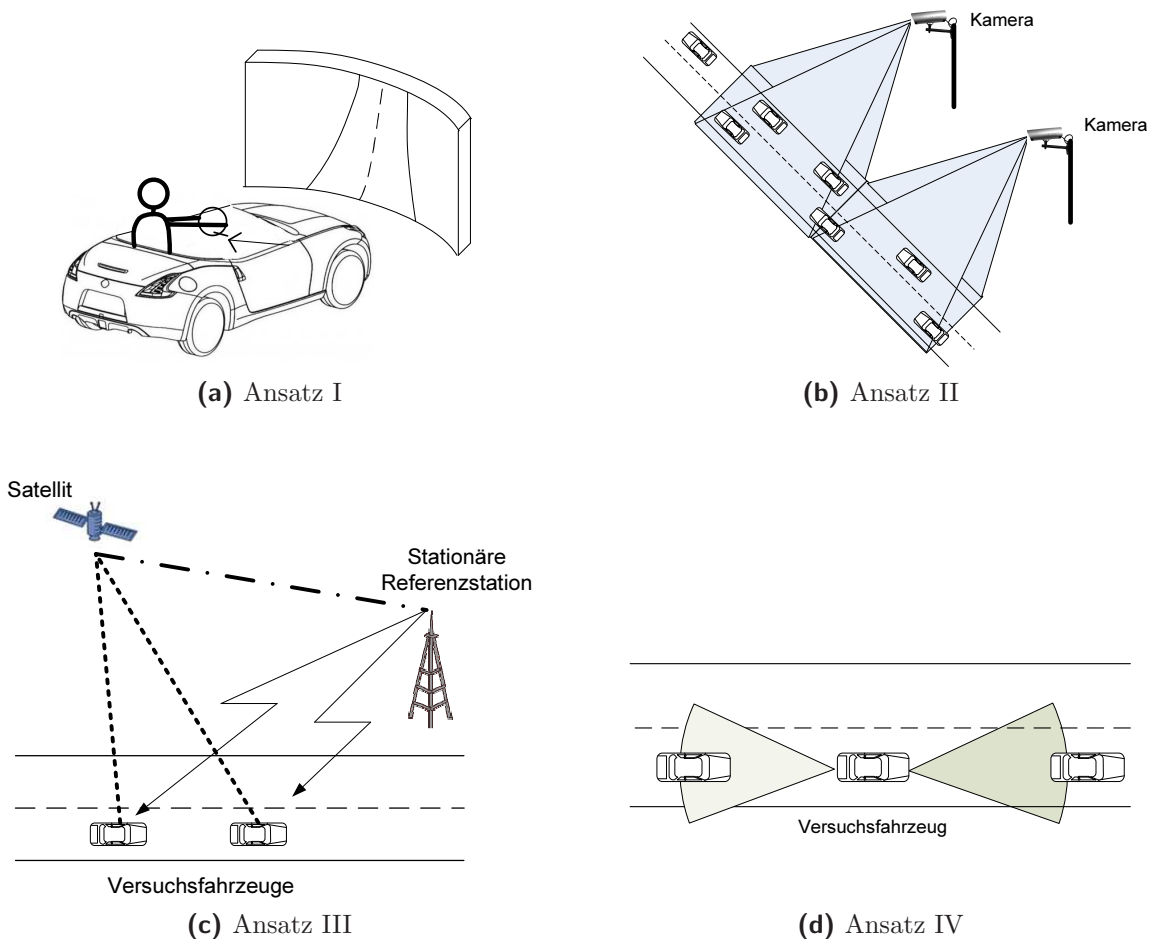 Kamera
Kamera
(a) Ansatz I
(b) Ansatz II
Satellit
Stationäre
Referenzstation
Versuchsfahrzeuge
Versuchsfahrzeug
(c) Ansatz III
(d) Ansatz IV